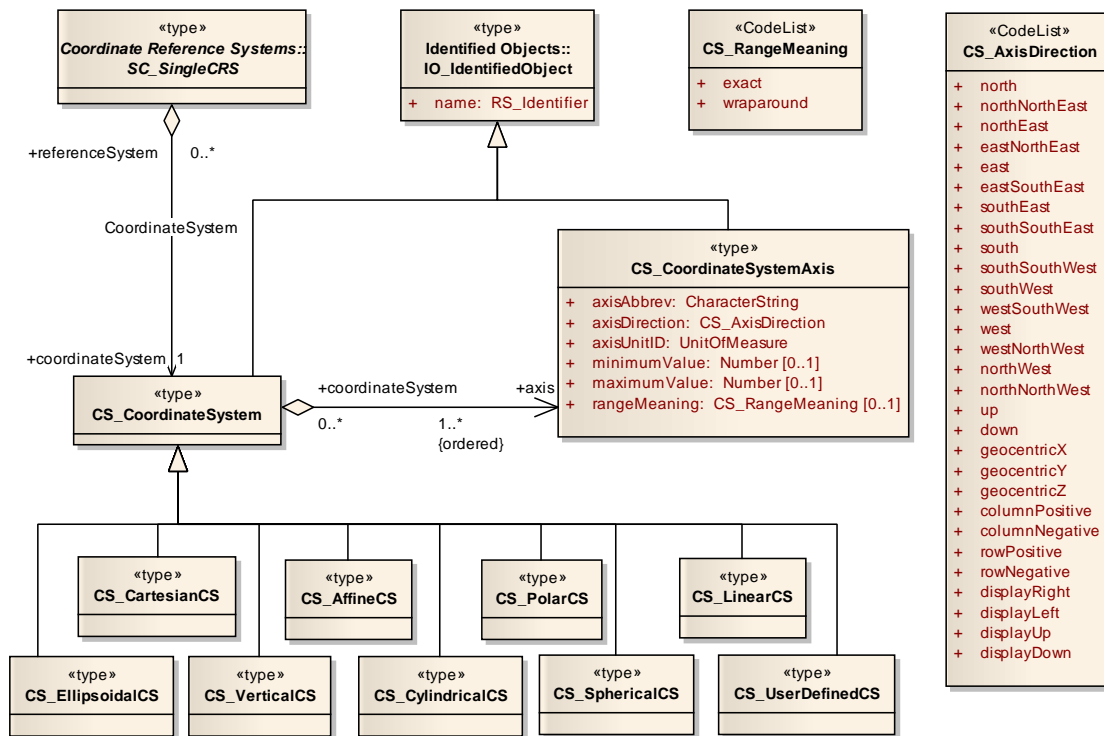 «type»
Coordinate Reference Systems::
SC_SingleCRS
«type»
Identified Objects::
IO_IdentifiedObject
+ name: RS_Identifier
«CodeList»
CS_RangeMeaning
+ exact
+ wraparound
«CodeList»
CS_AxisDirection
+ north
+ northNorthEast
+ northEast
+ eastNorthEast
+ east
+ eastSouthEast
+ southEast
+ southSouthEast
+ south
+ southSouthWest
+ southWest
+ westSouthWest
+ west
+ westNorthWest
+ northWest
+ northNorthWest
+ up
+ down
+ geocentricX
+ geocentricY
+ geocentricZ
+ columnPositive
+ columnNegative
+ rowPositive
+ rowNegative
+ displayRight
+ displayLeft
+ displayUp
+ displayDown
+referenceSystem 0..*
CoordinateSystem
+coordinateSystem 1
«type»
CS_CoordinateSystemAxis
+ axisAbbrev: CharacterString
+ axisDirection: CS_AxisDirection
+ axisUnitID: UnitOfMeasure
+ minimumValue: Number [0..1]
+ maximumValue: Number [0..1]
+ rangeMeaning: CS_RangeMeaning [0..1]
«type»
CS_CoordinateSystem
+coordinateSystem +axis
0..* 1..*
{ordered}
«type»
CS_CartesianCS
«type»
CS_AffineCS
«type»
CS_PolarCS
«type»
CS_LinearCS
«type»
CS_EllipsoidalCS
«type»
CS_VerticalCS
«type»
CS_CylindricalCS
«type»
CS_SphericalCS
«type»
CS_UserDefinedCS